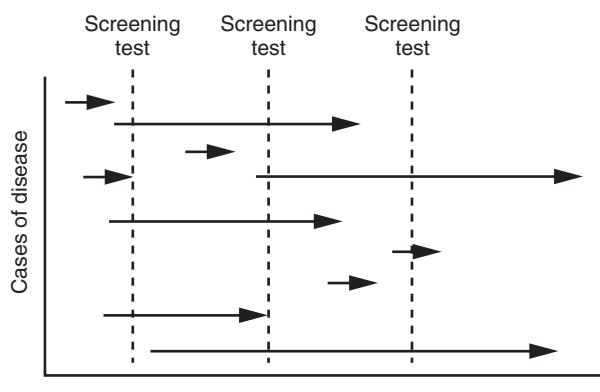 Screening
test
Screening
test
Screening
test
Cases of disease